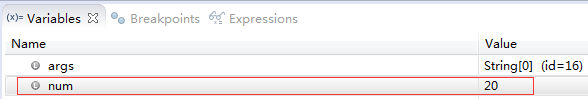 (x)= Variables Breakpoints Expressions
Name Value
args String[0] (id=16)
num 20